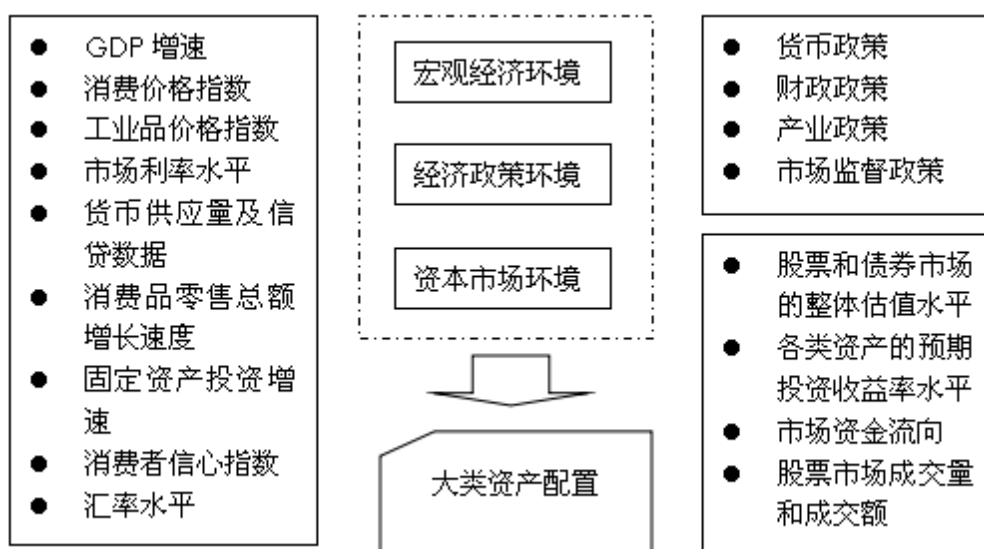 GDP 增速
消费价格指数
工业品价格指数
市场利率水平
货币供应量及信
贷数据
消费品零售总额
增长速度
固定资产投资增
速
消费者信心指数
汇率水平
宏观经济环境
经济政策环境
资本市场环境
大类资产配置
货币政策
财政政策
产业政策
市场监督政策
股票和债券市场
的整体估值水平
各类资产的预期
投资收益率水平
市场资金流向
股票市场成交量
和成交额